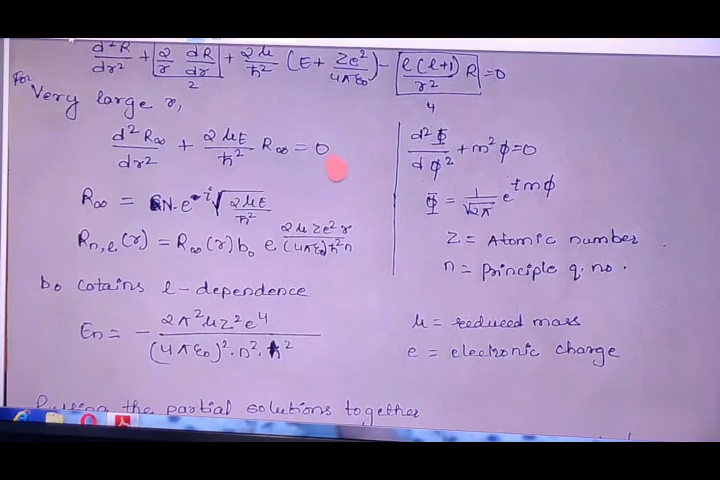 d²R/dr² + [2/r dR/dr] + 2μ/ħ² (E + Ze²/4πε₀) - [l(l+1)/r² R] = 0
2
4
For
Very large r,
d²R∞/dr² + 2μE/ħ² R∞ = 0
R∞ = N·e^-i√(2μE/ħ²)
Rn,l(r) = R∞(r) b₀ e^(2μZe²r/(4πε₀)ħ²n)
b₀ cotains l-dependence
En = - 2π²μz²e⁴/(4πε₀)²·n²·h²
d²Φ/dφ² + m²φ = 0
Φ = 1/√2π e^±imφ
Z = Atomic number
n = principle q. no.
μ = reduced mass
e = electronic charge
the partial solutions together